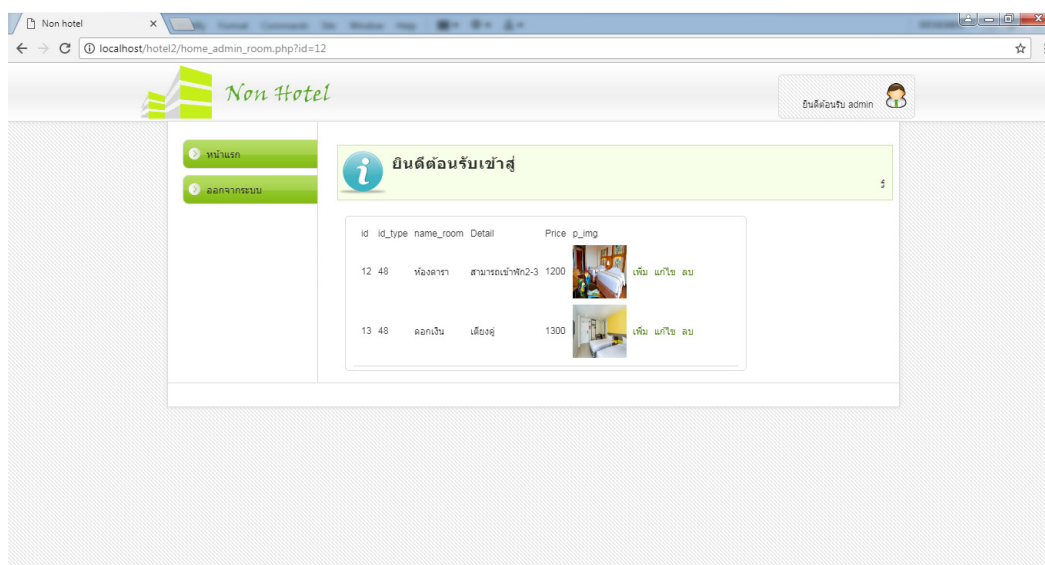 Non hotel
localhost/hotel2/home_admin_room.php?id=12
Non Hotel
ยินดีต้อนรับ admin
หน้าแรก
ออกจากระบบ
ยินดีต้อนรับเข้าสู่
ร์
id id_type name_room Detail Price p_img
12 48 ห้องดารา สามารถเข้าพัก2-3 1200 เพิ่ม แก้ไข ลบ
13 48 ดอกเงิน เตียงคู่ 1300 เพิ่ม แก้ไข ลบ